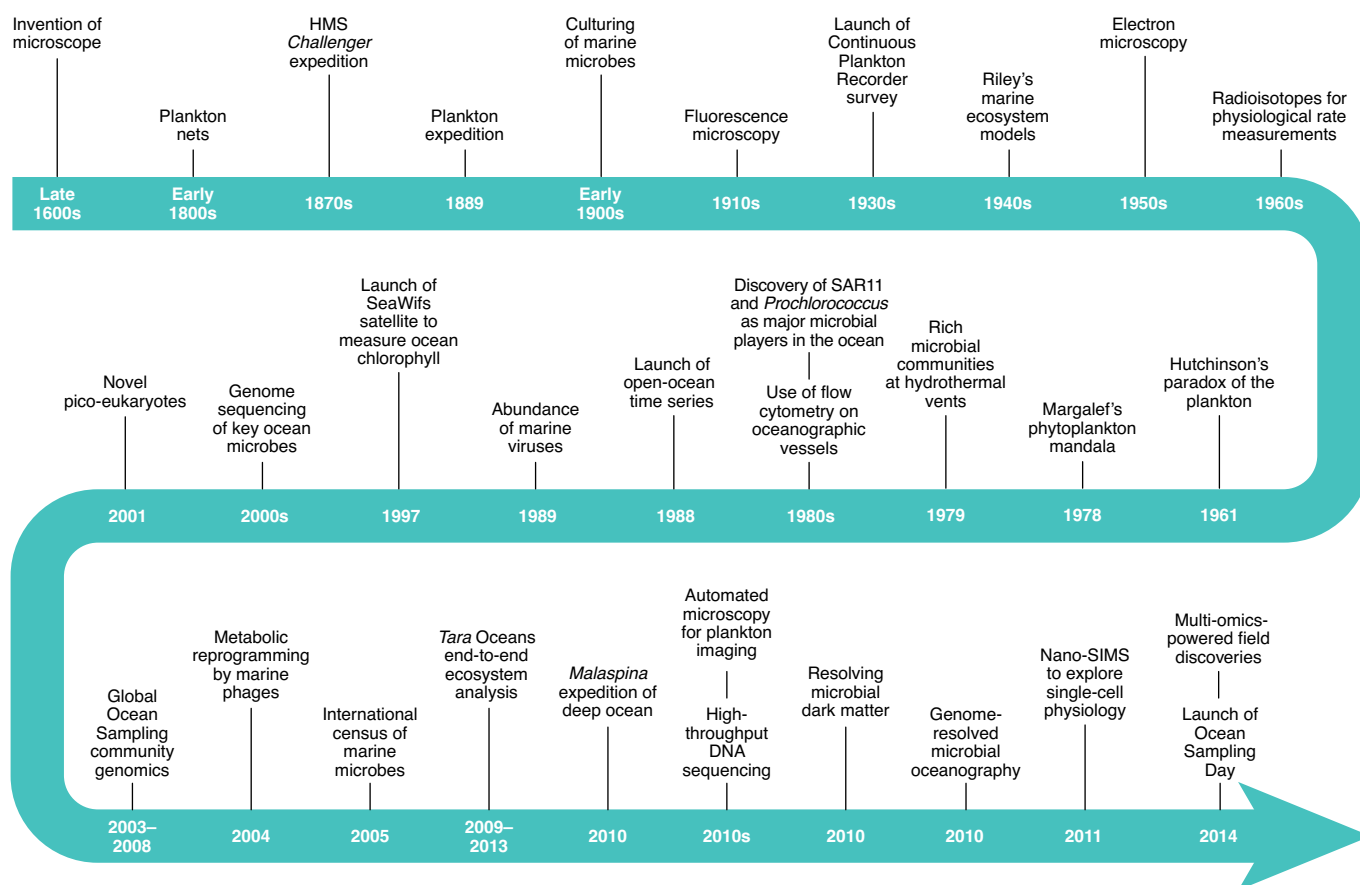 Invention of
microscope
Late
1600s
Plankton
nets
Early
1800s
HMS
Challenger
expedition
1870s
Plankton
expedition
1889
Culturing
of marine
microbes
Early
1900s
Fluorescence
microscopy
1910s
Launch of
Continuous
Plankton
Recorder
survey
1930s
Riley's
marine
ecosystem
models
1940s
Electron
microscopy
1950s
Radioisotopes for
physiological rate
measurements
1960s
Hutchinson's
paradox of the
plankton
1961
Margalef's
phytoplankton
mandala
1978
Rich
microbial
communities
at hydrothermal
vents
1979
Discovery of SAR11
and Prochlorococcus
as major microbial
players in the ocean
Use of flow
cytometry on
oceanographic
vessels
1980s
Launch of
open-ocean
time series
1988
Abundance
of marine
viruses
1989
Launch of
SeaWifs
satellite to
measure ocean
chlorophyll
1997
Genome
sequencing
of key ocean
microbes
2000s
Novel
pico-eukaryotes
2001
Global
Ocean
Sampling
community
genomics
2003–
2008
Metabolic
reprogramming
by marine
phages
2004
International
census of
marine
microbes
2005
Tara Oceans
end-to-end
ecosystem
analysis
2009–
2013
Malaspina
expedition of
deep ocean
2010
Automated
microscopy
for plankton
imaging
High-
throughput
DNA
sequencing
2010s
Resolving
microbial
dark matter
2010
Genome-
resolved
microbial
oceanography
2010
Nano-SIMS
to explore
single-cell
physiology
2011
Multi-omics-
powered field
discoveries
Launch of
Ocean
Sampling
Day
2014